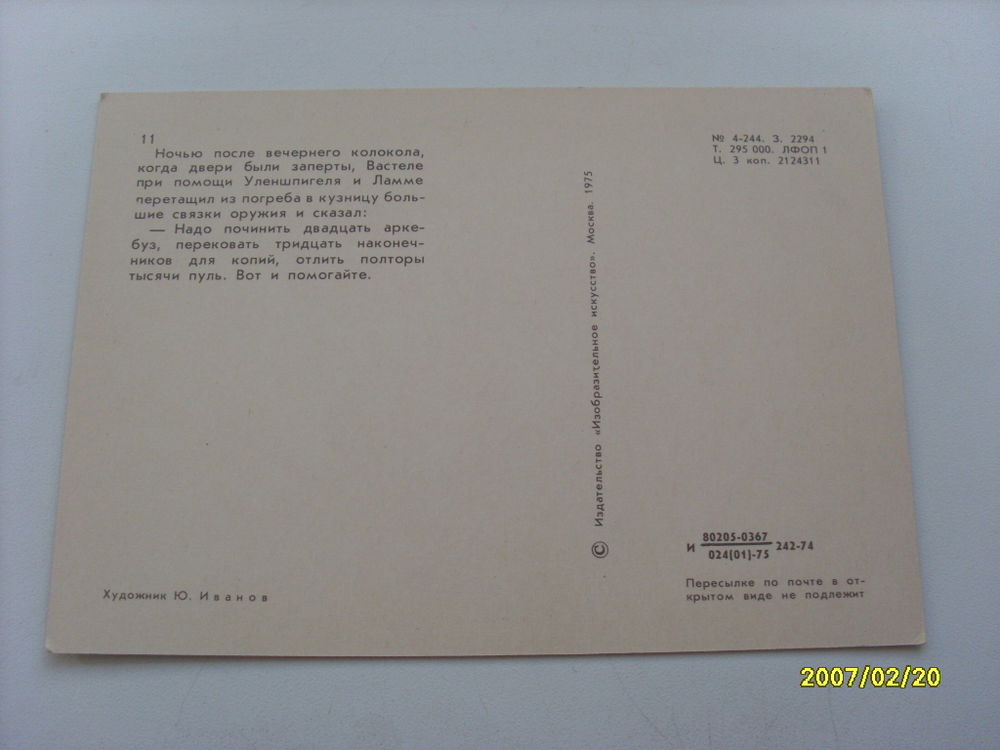 11
Ночью после вечернего колокола,
когда двери были заперты, Вастеле
при помощи Уленшпигеля и Ламме
перетащил из погреба в кузницу боль-
шие связки оружия и сказал:
— Надо починить двадцать арке-
буз, перековать тридцать наконеч-
ников для копий, отлить полторы
тысячи пуль. Вот и помогайте.
Художник Ю. Иванов
© Издательство «Изобразительное искусство». Москва. 1975
№ 4-244. З. 2294
Т. 295 000. ЛФОП 1
Ц. 3 коп. 2124311
80205-0367
И 242-74
024(01)-75
Пересылке по почте в от-
крытом виде не подлежит
2007/02/20